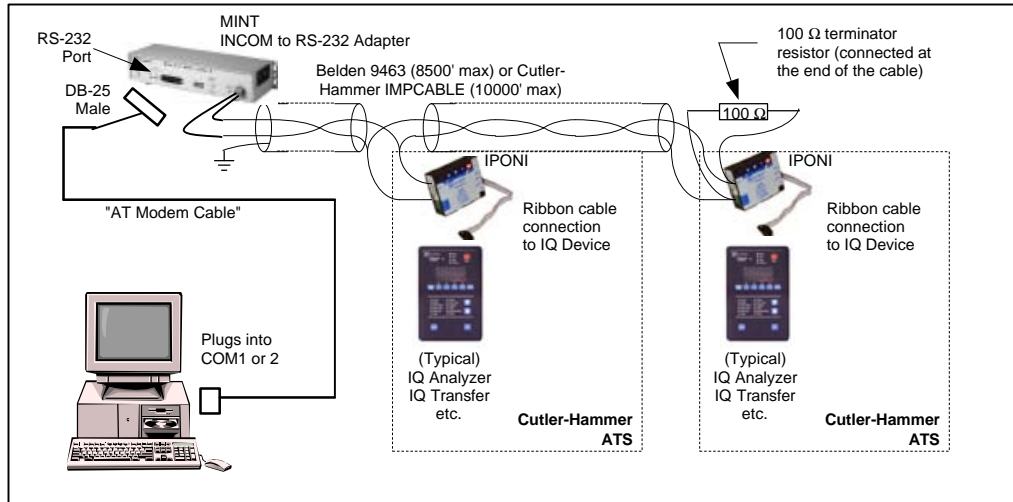 MINT
INCOM to RS-232 Adapter
RS-232
Port
DB-25
Male
Belden 9463 (8500' max) or Cutler-
Hammer IMPCABLE (10000' max)
100 Ω terminator
resistor (connected at
the end of the cable)
100 Ω
"AT Modem Cable"
Plugs into
COM1 or 2
IPONI
Ribbon cable
connection
to IQ Device
(Typical)
IQ Analyzer
IQ Transfer
etc.
Cutler-Hammer
ATS
IPONI
Ribbon cable
connection
to IQ Device
(Typical)
IQ Analyzer
IQ Transfer
etc.
Cutler-Hammer
ATS